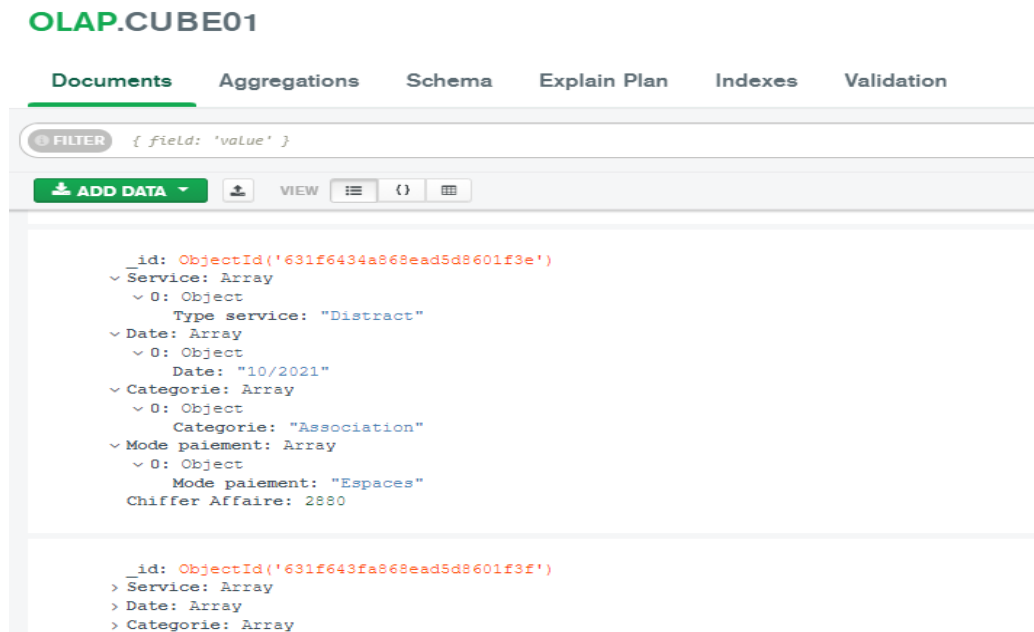 OLAP.CUBE01
Documents Aggregations Schema Explain Plan Indexes Validation
FILTER { field: 'value' }
ADD DATA VIEW {}
_id: ObjectId('631f6434a868ead5d8601f3e')
Service: Array
0: Object
Type service: "Distract"
Date: Array
0: Object
Date: "10/2021"
Categorie: Array
0: Object
Categorie: "Association"
Mode paiement: Array
0: Object
Mode paiement: "Espaces"
Chiffer Affaire: 2880
_id: ObjectId('631f643fa868ead5d8601f3f')
Service: Array
Date: Array
Categorie: Array